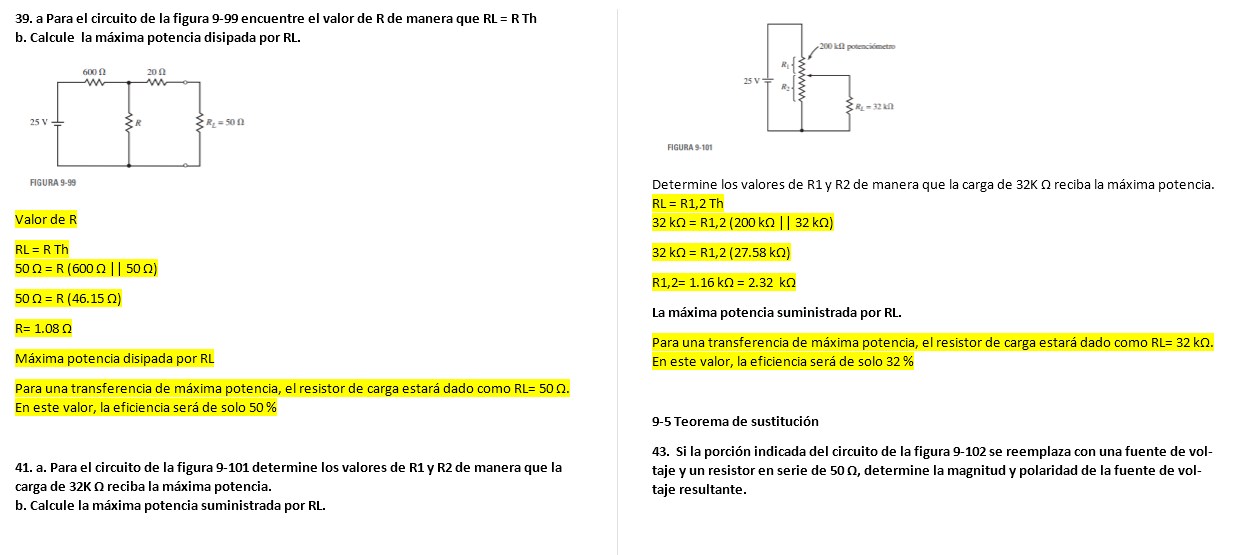 39. a Para el circuito de la figura 9-99 encuentre el valor de R de manera que RL = R Th
b. Calcule  la máxima potencia disipada por RL.
600 Ω
20 Ω
25 V
R
RL = 50 Ω
FIGURA 9-99
Valor de R
RL = R Th
50 Ω = R (600 Ω || 50 Ω)
50 Ω = R (46.15 Ω)
R= 1.08 Ω
Máxima potencia disipada por RL
Para una transferencia de máxima potencia, el resistor de carga estará dado como RL= 50 Ω.
En este valor, la eficiencia será de solo 50 %
41. a. Para el circuito de la figura 9-101 determine los valores de R1 y R2 de manera que la
carga de 32K Ω reciba la máxima potencia.
b. Calcule la máxima potencia suministrada por RL.
200 kΩ potenciómetro
R1
25 V
R2
RL = 32 kΩ
FIGURA 9-101
Determine los valores de R1 y R2 de manera que la carga de 32K Ω reciba la máxima potencia.
RL = R1,2 Th
32 kΩ = R1,2 (200 kΩ || 32 kΩ)
32 kΩ = R1,2 (27.58 kΩ)
R1,2= 1.16 kΩ = 2.32  kΩ
La máxima potencia suministrada por RL.
Para una transferencia de máxima potencia, el resistor de carga estará dado como RL= 32 kΩ.
En este valor, la eficiencia será de solo 32 %
9-5 Teorema de sustitución
43.  Si la porción indicada del circuito de la figura 9-102 se reemplaza con una fuente de vol-
taje y un resistor en serie de 50 Ω, determine la magnitud y polaridad de la fuente de vol-
taje resultante.